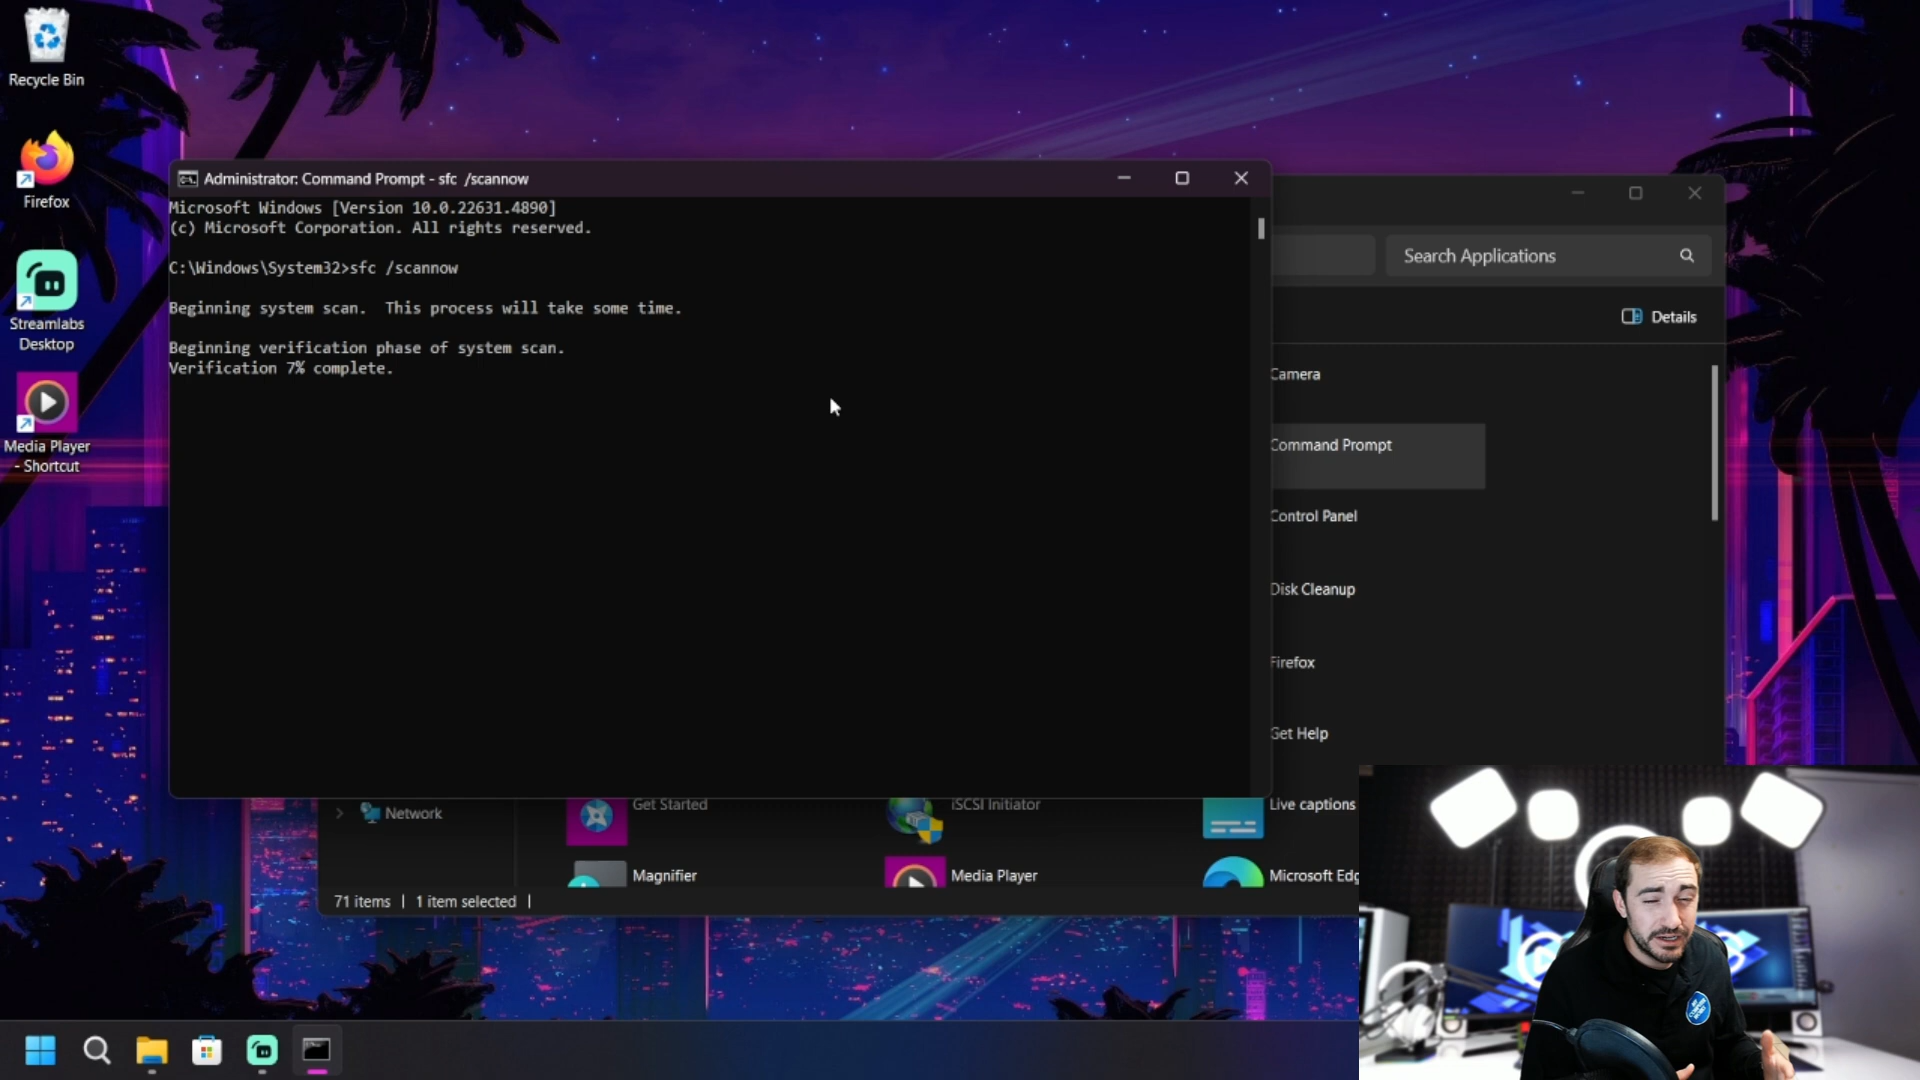 Recycle Bin
Firefox
Streamlabs
Desktop
Media Player
- Shortcut
Administrator: Command Prompt - sfc  /scannow
Microsoft Windows [Version 10.0.22631.4890]
(c) Microsoft Corporation. All rights reserved.
C:\Windows\System32>sfc /scannow
Beginning system scan.  This process will take some time.
Beginning verification phase of system scan.
Verification 7% complete.
Search Applications
Details
Camera
Command Prompt
Control Panel
Disk Cleanup
Firefox
Get Help
Network
Get Started
iSCSI Initiator
Live captions
Magnifier
Media Player
Microsoft Edg
71 items | 1 item selected |